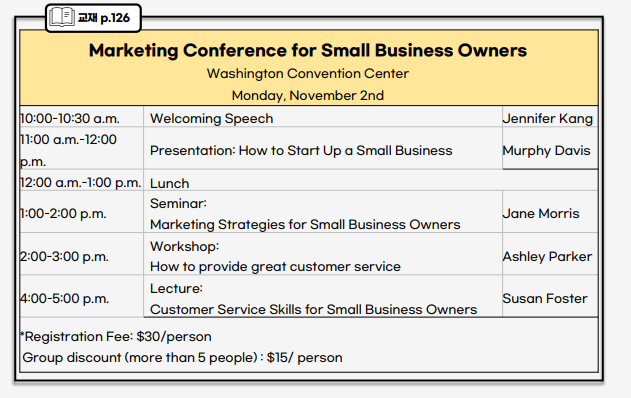 교재 p.126
Marketing Conference for Small Business Owners
Washington Convention Center
Monday, November 2nd
10:00-10:30 a.m. Welcoming Speech Jennifer Kang
11:00 a.m.-12:00 p.m. Presentation: How to Start Up a Small Business Murphy Davis
12:00 a.m.-1:00 p.m. Lunch
1:00-2:00 p.m. Seminar:
Marketing Strategies for Small Business Owners Jane Morris
2:00-3:00 p.m. Workshop:
How to provide great customer service Ashley Parker
4:00-5:00 p.m. Lecture:
Customer Service Skills for Small Business Owners Susan Foster
*Registration Fee: $30/person
Group discount (more than 5 people) : $15/ person